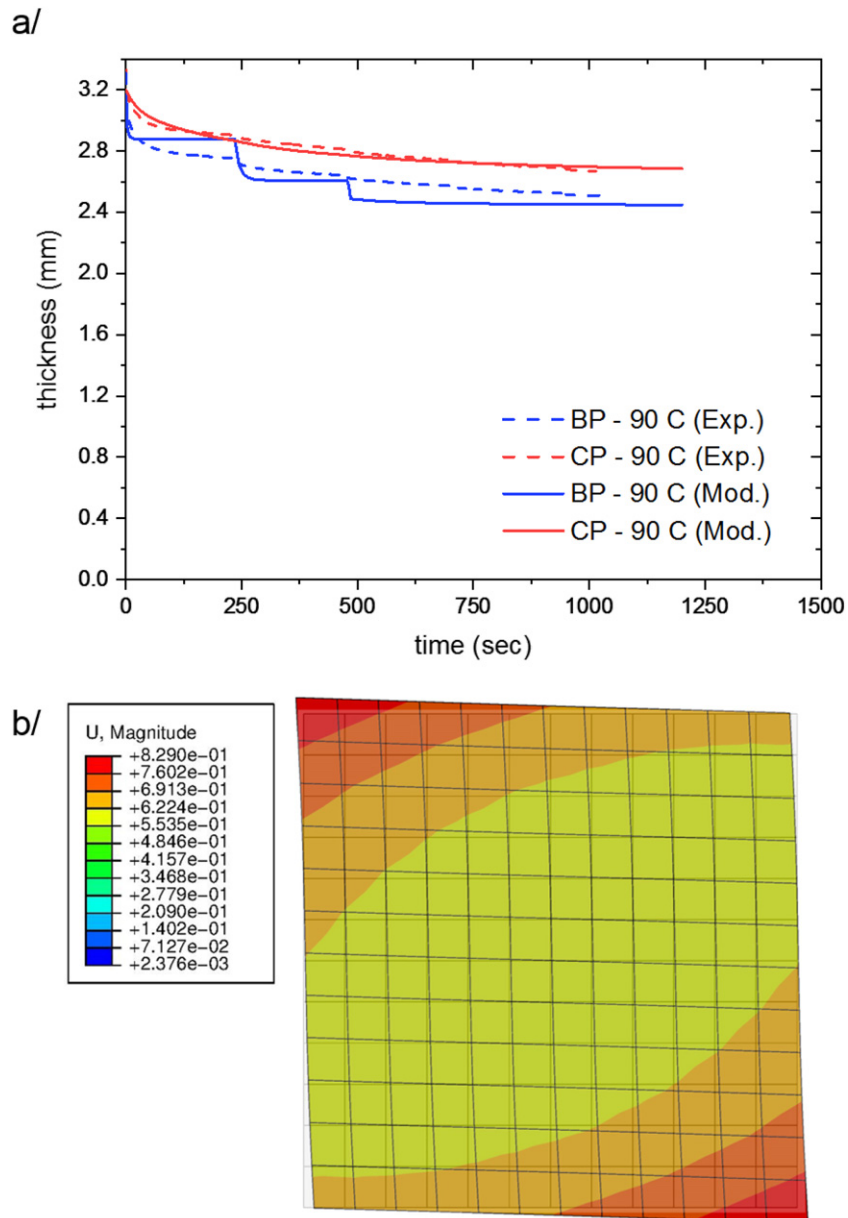 a/
3.2
2.8
2.4
2.0
1.6
1.2
0.8
0.4
0.0
thickness (mm)
BP - 90 C (Exp.)
CP - 90 C (Exp.)
BP - 90 C (Mod.)
CP - 90 C (Mod.)
0 250 500 750 1000 1250 1500
time (sec)
b/
U, Magnitude
+8.290e-01
+7.602e-01
+6.913e-01
+6.224e-01
+5.535e-01
+4.846e-01
+4.157e-01
+3.468e-01
+2.779e-01
+2.090e-01
+1.402e-01
+7.127e-02
+2.376e-03